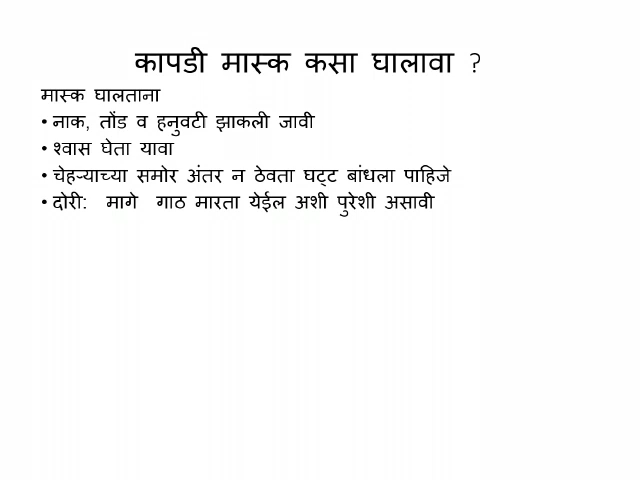 कापडी मास्क कसा घालावा ?
मास्क घालताना
• नाक, तोंड व हनुवटी झाकली जावी
• श्वास घेता यावा
• चेहऱ्याच्या समोर अंतर न ठेवता घट्ट बांधला पाहिजे
• दोरी: मागे गाठ मारता येईल अशी पुरेशी असावी